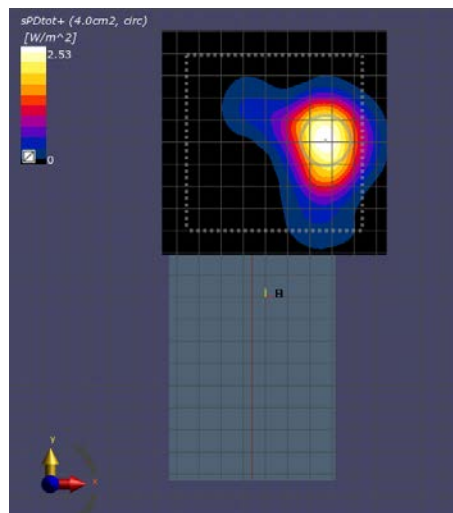 sPDtot+ (4.0cm2, circ)
[W/m^2]
2.53
0
y
x